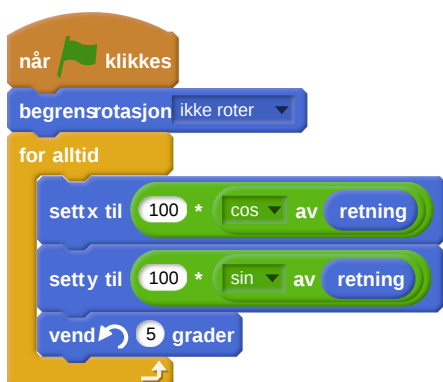 når klikkes
begrens rotasjon ikke roter
for alltid
sett x til 100 * cos av retning
sett y til 100 * sin av retning
vend 5 grader